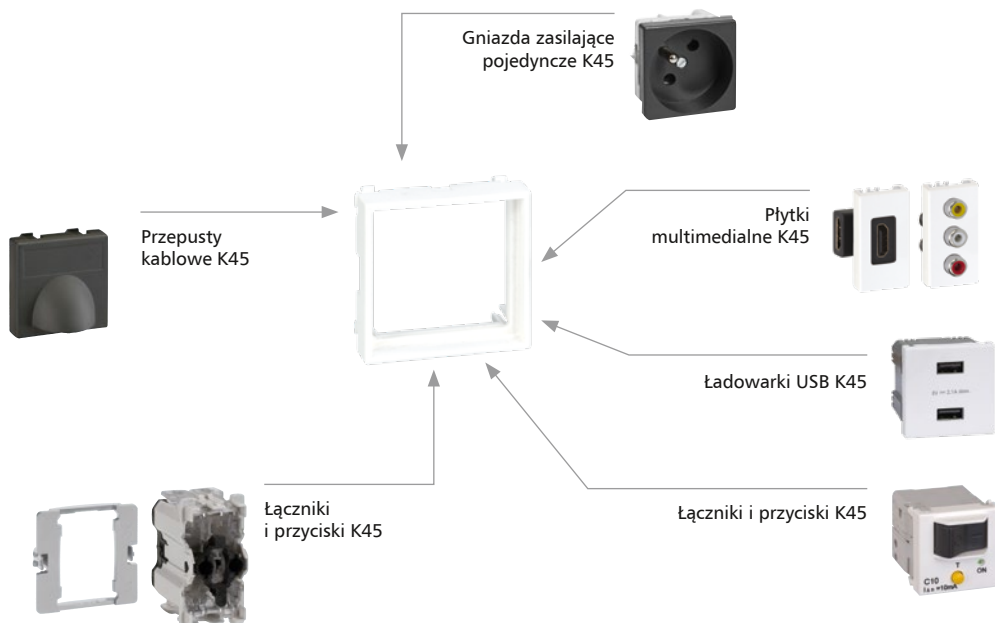 Gniazda zasilające
pojedyncze K45
Płytki
multimedialne K45
Przepusty
kablowe K45
Ładowarki USB K45
Łączniki
i przyciski K45
Łączniki i przyciski K45
T
ON
C10